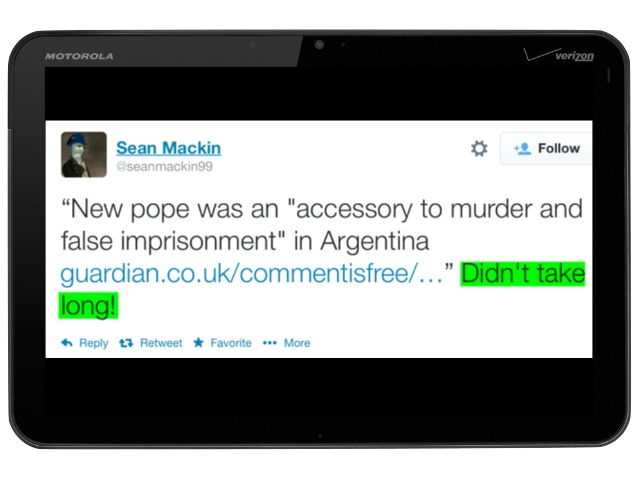 MOTOROLA
verizon
Sean Mackin
@seanmackin99
Follow
“New pope was an "accessory to murder and
false imprisonment" in Argentina
guardian.co.uk/commentisfree/…” Didn't take
long!
Reply Retweet Favorite More